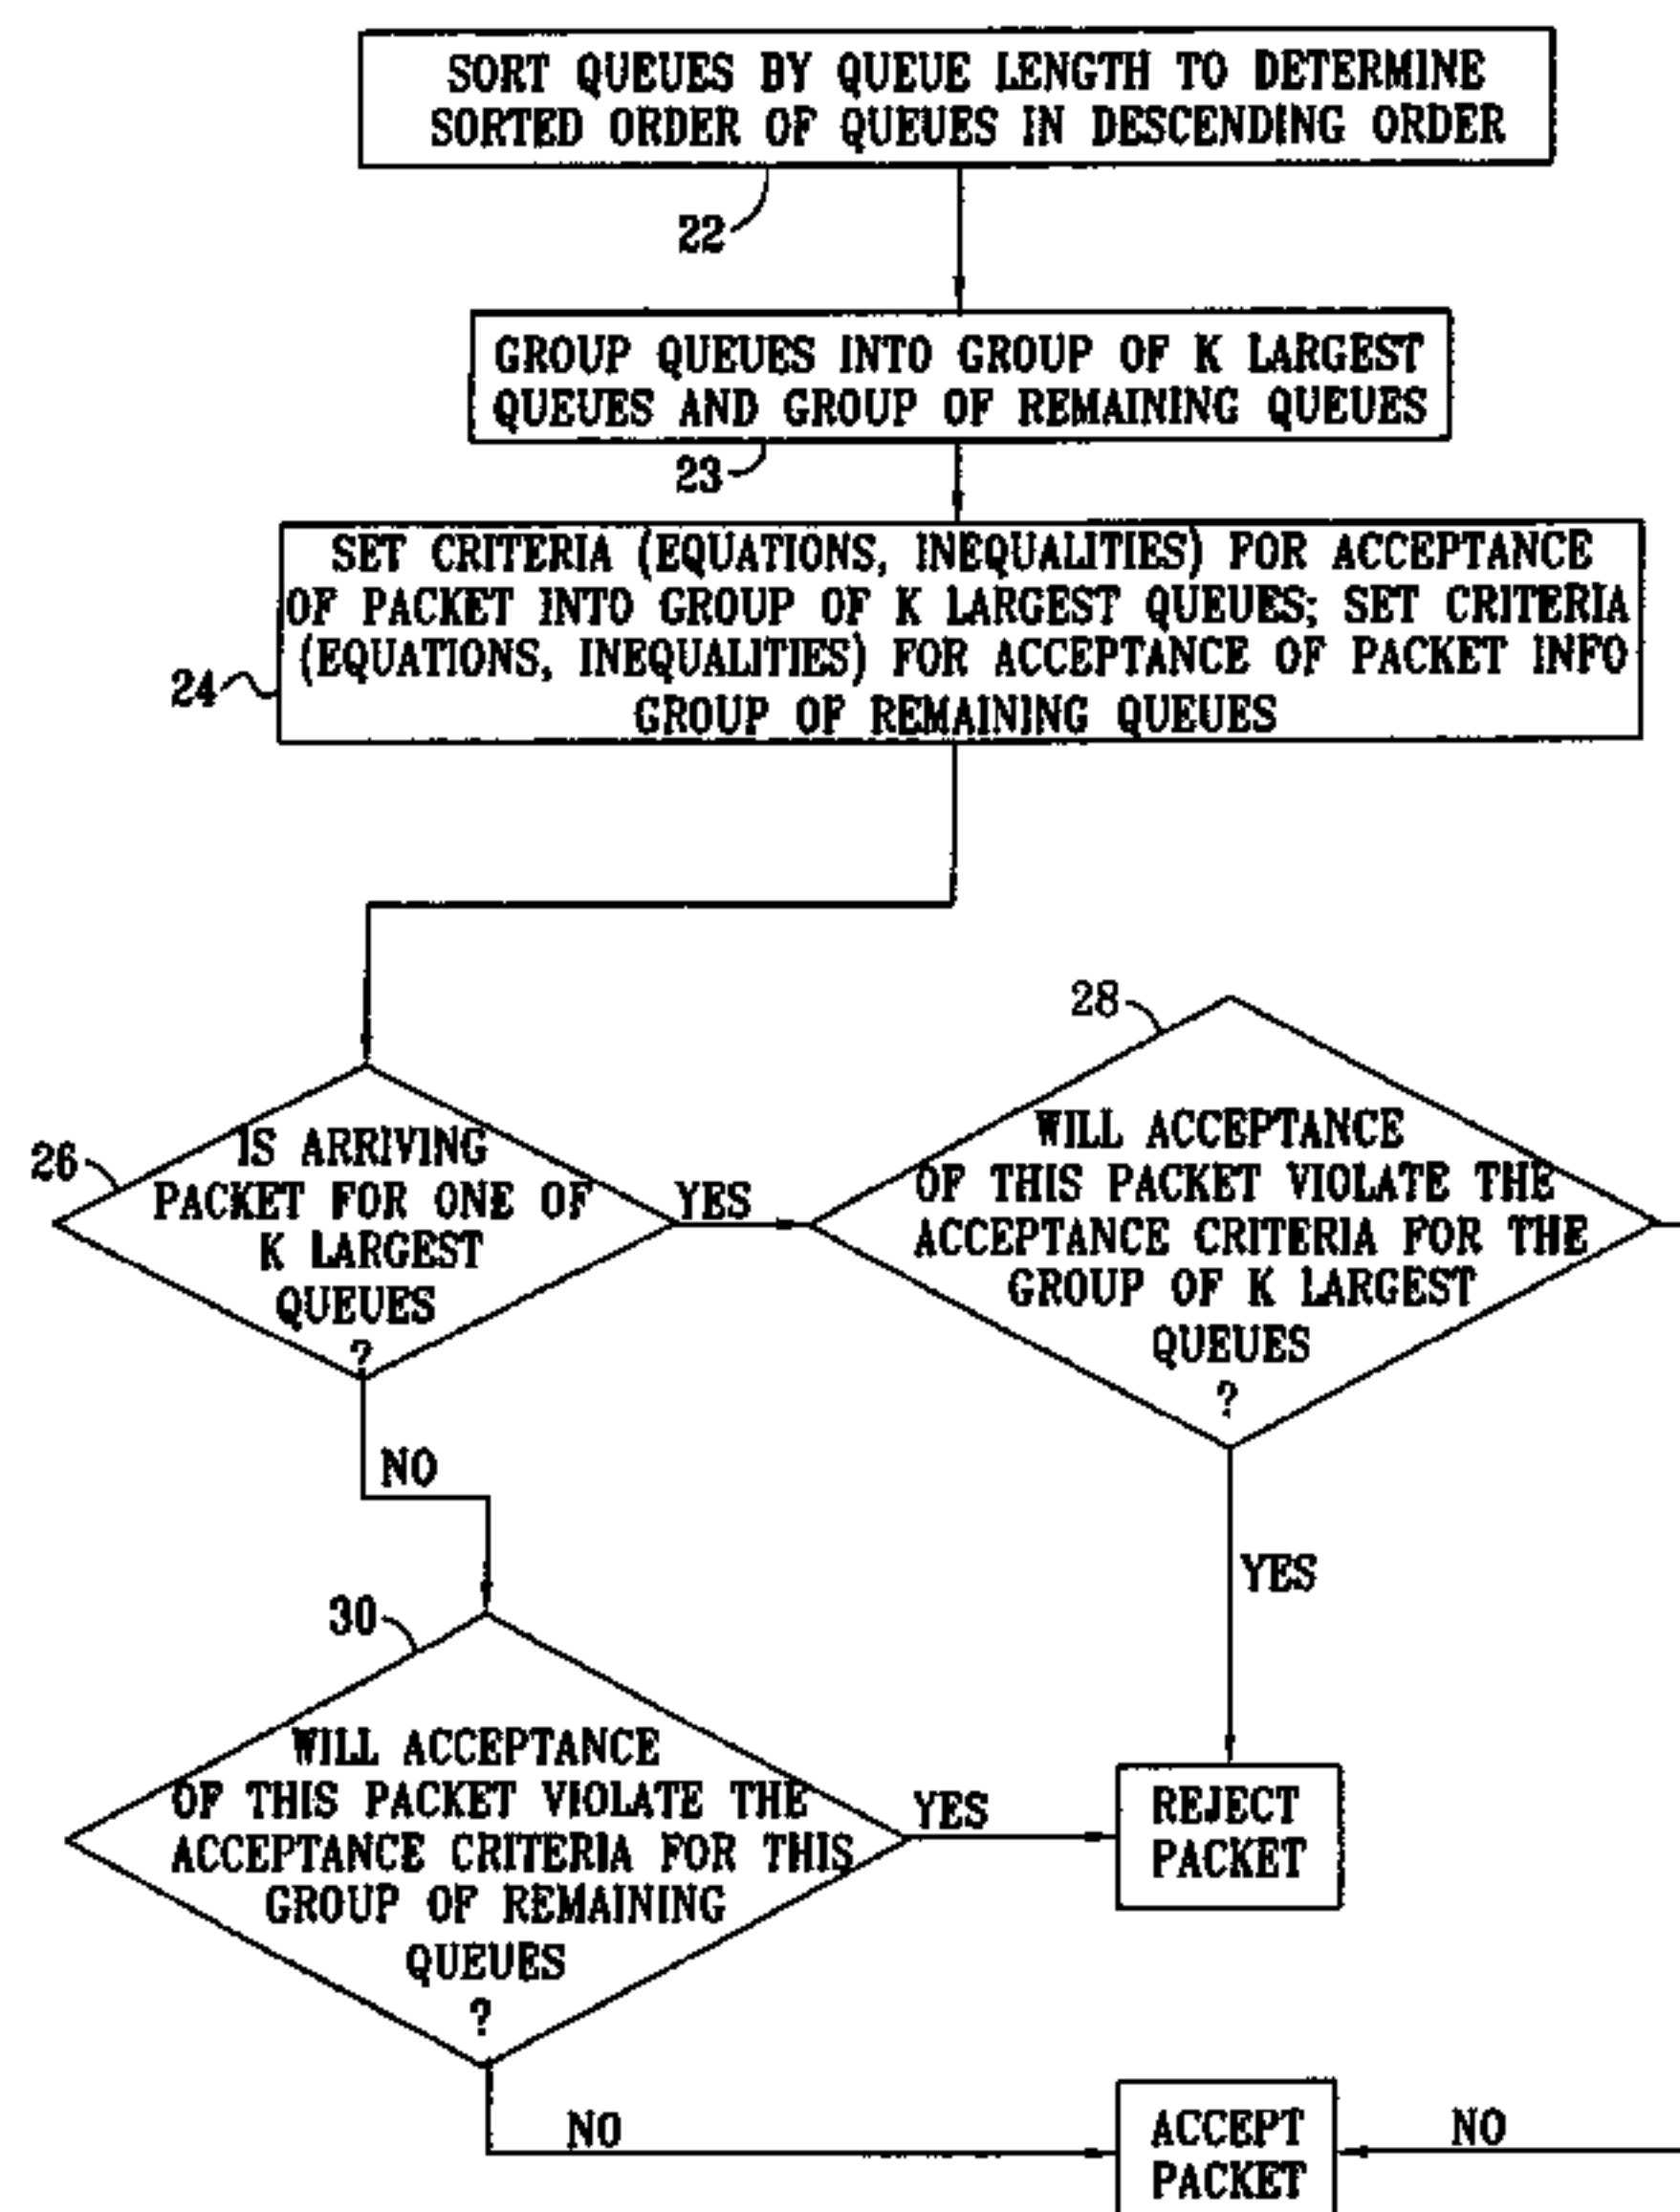 SORT QUEUES BY QUEUE LENGTH TO DETERMINE
SORTED ORDER OF QUEUES IN DESCENDING ORDER
22
GROUP QUEUES INTO GROUP OF K LARGEST
QUEUES AND GROUP OF REMAINING QUEUES
23
SET CRITERIA (EQUATIONS, INEQUALITIES) FOR ACCEPTANCE
OF PACKET INTO GROUP OF K LARGEST QUEUES; SET CRITERIA
(EQUATIONS, INEQUALITIES) FOR ACCEPTANCE OF PACKET INFO
GROUP OF REMAINING QUEUES
24
26
IS ARRIVING
PACKET FOR ONE OF
K LARGEST
QUEUES
?
YES
28
WILL ACCEPTANCE
OF THIS PACKET VIOLATE THE
ACCEPTANCE CRITERIA FOR THE
GROUP OF K LARGEST
QUEUES
?
NO
YES
30
WILL ACCEPTANCE
OF THIS PACKET VIOLATE THE
ACCEPTANCE CRITERIA FOR THIS
GROUP OF REMAINING
QUEUES
?
YES
REJECT
PACKET
NO
ACCEPT
PACKET
NO